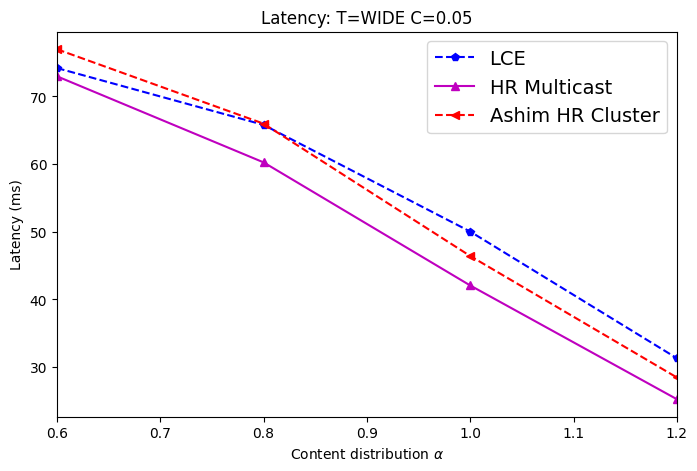 Latency: T=WIDE C=0.05
LCE
HR Multicast
Ashim HR Cluster
Latency (ms)
70
60
50
40
30
0.6 0.7 0.8 0.9 1.0 1.1 1.2
Content distribution α